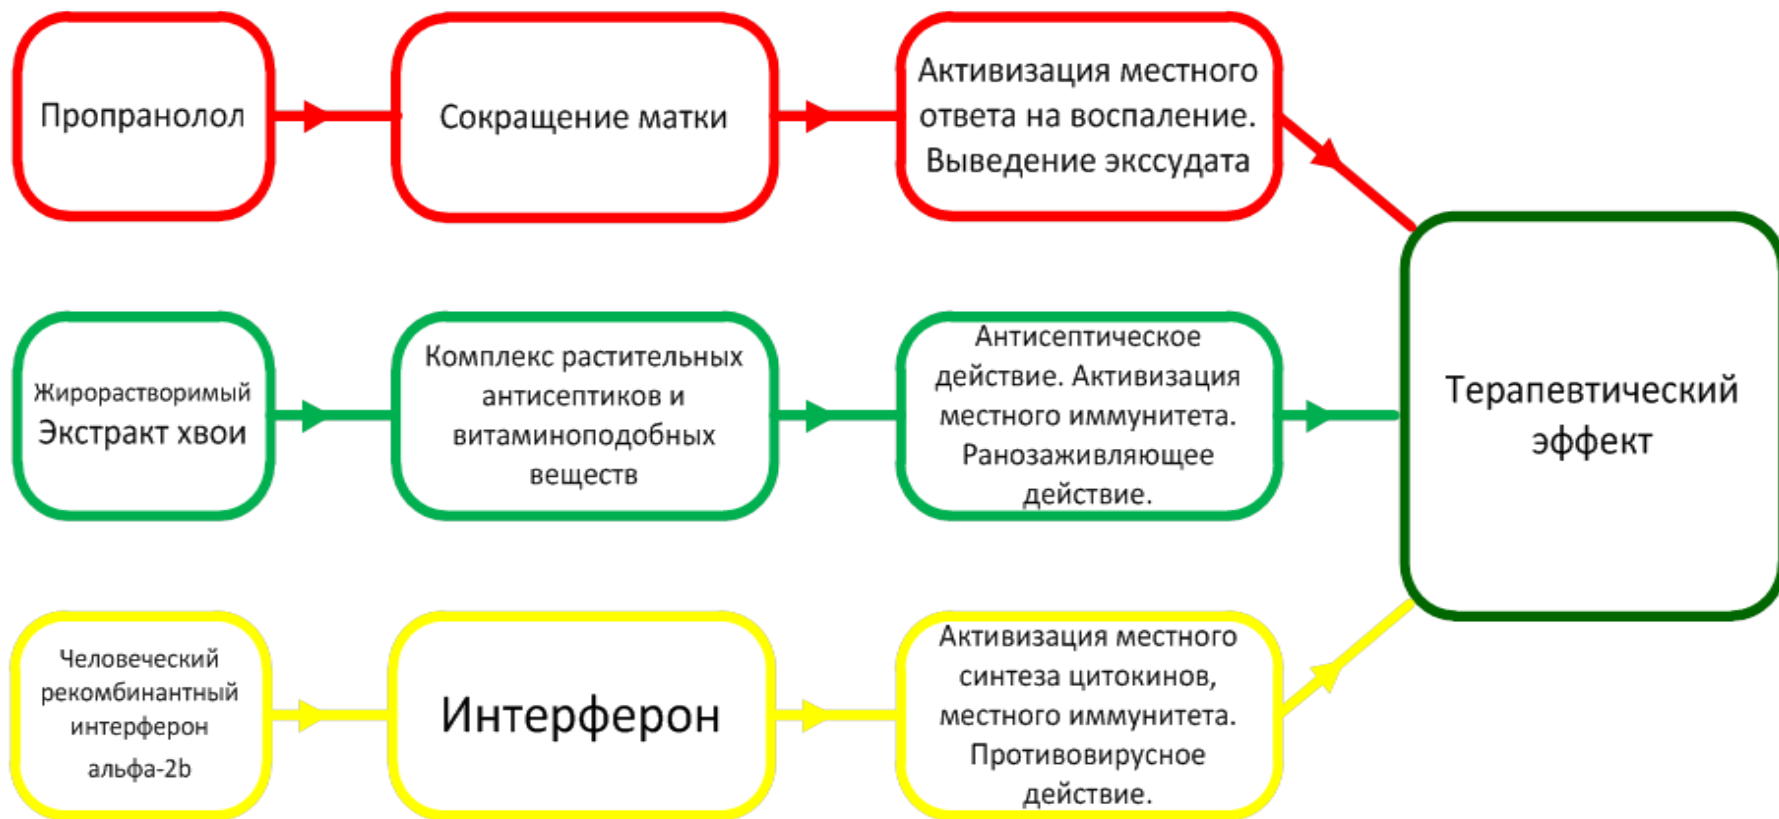 Пропранолол
Сокращение матки
Активизация местного
ответа на воспаление.
Выведение экссудата
Жирорастворимый
Экстракт хвои
Комплекс растительных
антисептиков и
витаминоподобных
веществ
Антисептическое
действие. Активизация
местного иммунитета.
Ранозаживляющее
действие.
Терапевтический
эффект
Человеческий
рекомбинантный
интерферон
альфа-2b
Интерферон
Активизация местного
синтеза цитокинов,
местного иммунитета.
Противовирусное
действие.